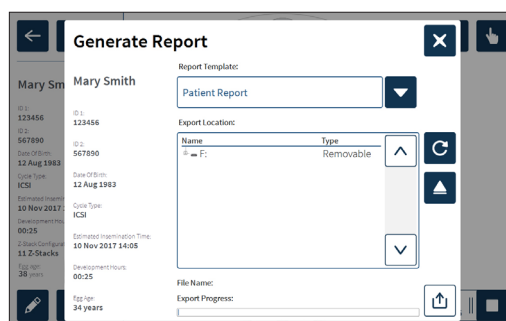 Generate Report
Mary Smith
ID 1:
123456
ID 2:
567890
Date Of Birth:
12 Aug 1983
Cycle Type:
ICSI
Estimated Insemination Time:
10 Nov 2017 14:05
Development Hours:
00:25
Egg Age:
34 years
Report Template:
Patient Report
Export Location:
Name Type
F: Removable
File Name:
Export Progress:
Mary Sm
ID 1:
123456
ID 2:
567890
Date Of Birth:
12 Aug 1983
Cycle Type:
ICSI
Estimated Insemi
10 Nov 2017
Development Hou
00:25
Z-Stack Configurat
11 Z-Stacks
Egg Age:
38 years